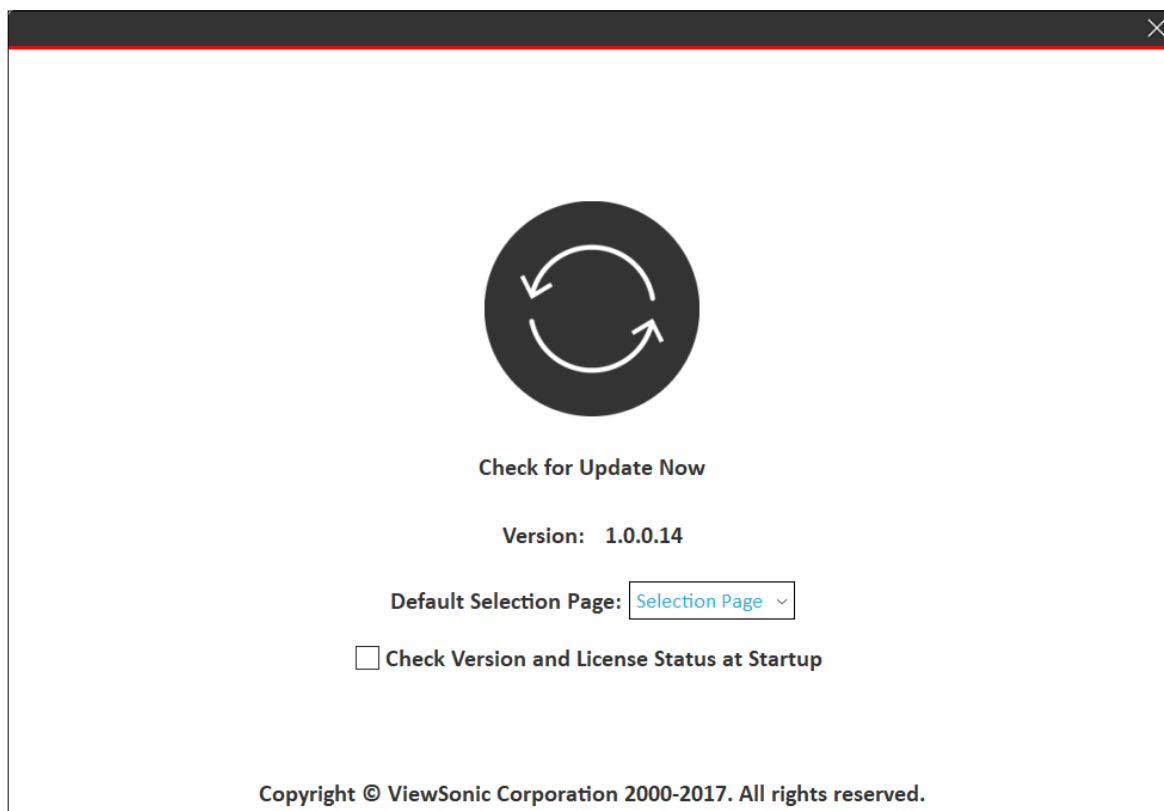 Check for Update Now
Version: 1.0.0.14
Default Selection Page: Selection Page
Check Version and License Status at Startup
Copyright © ViewSonic Corporation 2000-2017. All rights reserved.